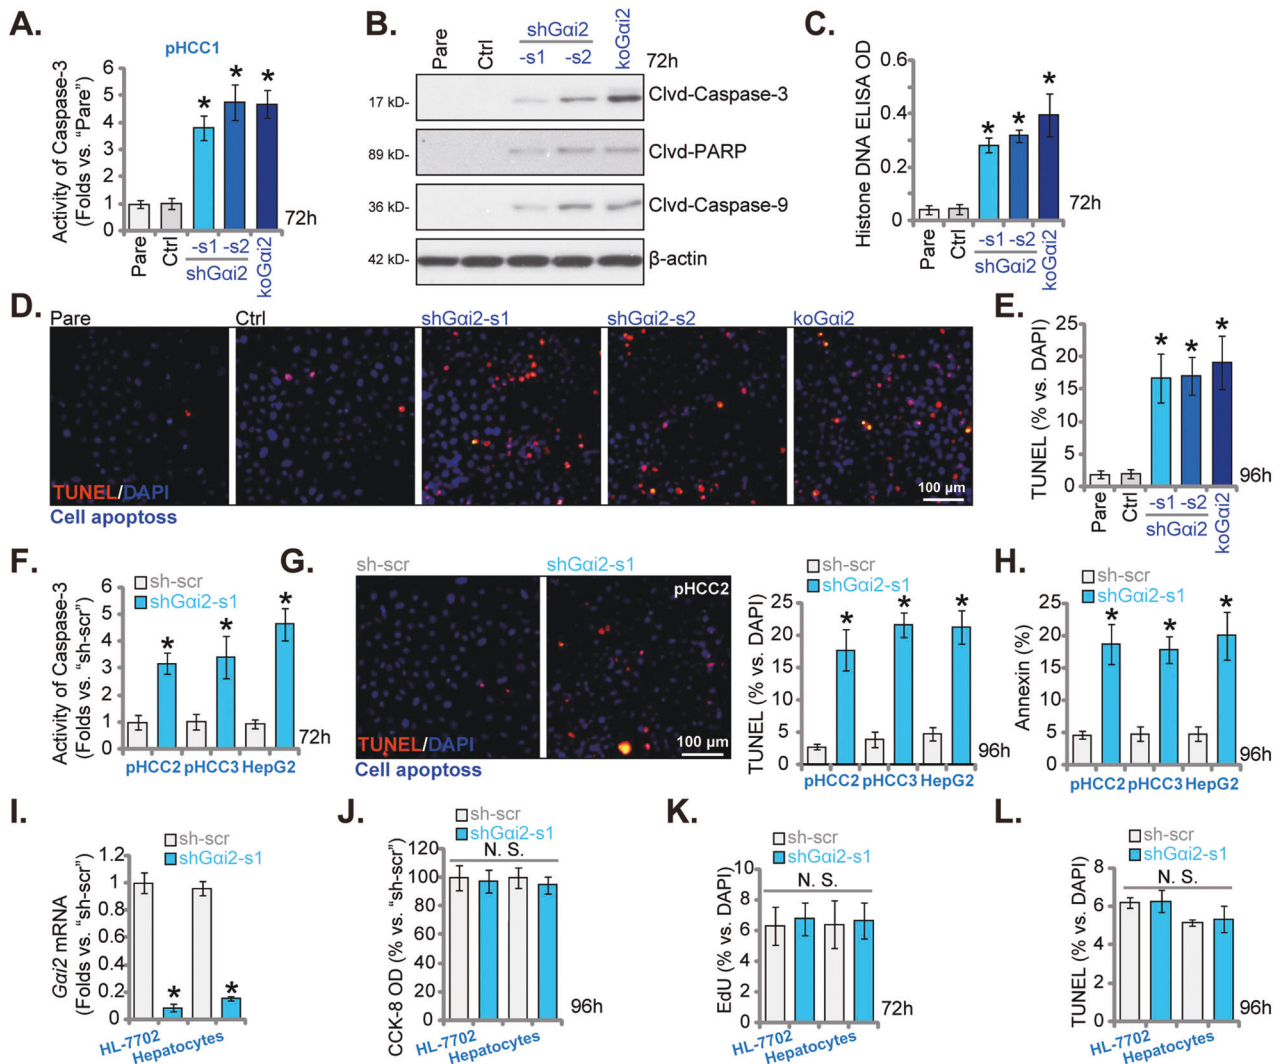 A.
pHCC1
Activity of Caspase-3
(Folds vs. “Pare”)
6
5
4
3
2
1
0
*
*
*
72h
Pare
Ctrl
-s1 -s2
shGαi2
koGαi2
B.
Pare
Ctrl
shGαi2
-s1 -s2
koGαi2
72h
17 kD-
Clvd-Caspase-3
89 kD-
Clvd-PARP
36 kD-
Clvd-Caspase-9
42 kD-
β-actin
C.
Histone DNA ELISA OD
0.6
0.4
0.2
0
*
*
*
72h
Pare
Ctrl
-s1 -s2
shGαi2
koGαi2
D.
Pare
Ctrl
shGαi2-s1
shGαi2-s2
koGαi2
TUNEL/DAPI
100 μm
Cell apoptoss
E.
TUNEL (% vs. DAPI)
25
20
15
10
5
0
*
*
*
96h
Pare
Ctrl
-s1 -s2
shGαi2
koGαi2
F.
sh-scr
shGαi2-s1
Activity of Caspase-3
(Folds vs. “sh-scr”)
6
5
4
3
2
1
0
*
*
*
72h
pHCC2 pHCC3 HepG2
G.
sh-scr
shGαi2-s1
pHCC2
TUNEL/DAPI
100 μm
Cell apoptoss
sh-scr
shGαi2-s1
TUNEL (% vs. DAPI)
25
20
15
10
5
0
*
*
*
96h
pHCC2 pHCC3 HepG2
H.
sh-scr
shGαi2-s1
Annexin (%)
25
20
15
10
5
0
*
*
*
96h
pHCC2 pHCC3 HepG2
I.
sh-scr
shGαi2-s1
Gαi2 mRNA
(Folds vs. “sh-scr”)
1.2
1
0.8
0.6
0.4
0.2
0
*
*
HL-7702
Hepatocytes
J.
sh-scr
shGαi2-s1
N. S.
CCK-8 OD (% vs. “sh-scr”)
120
100
80
60
40
20
0
96h
HL-7702
Hepatocytes
K.
sh-scr
shGαi2-s1
N. S.
EdU (% vs. DAPI)
10
8
6
4
2
0
72h
HL-7702
Hepatocytes
L.
sh-scr
shGαi2-s1
N. S.
TUNEL (% vs. DAPI)
8
6
4
2
0
96h
HL-7702
Hepatocytes